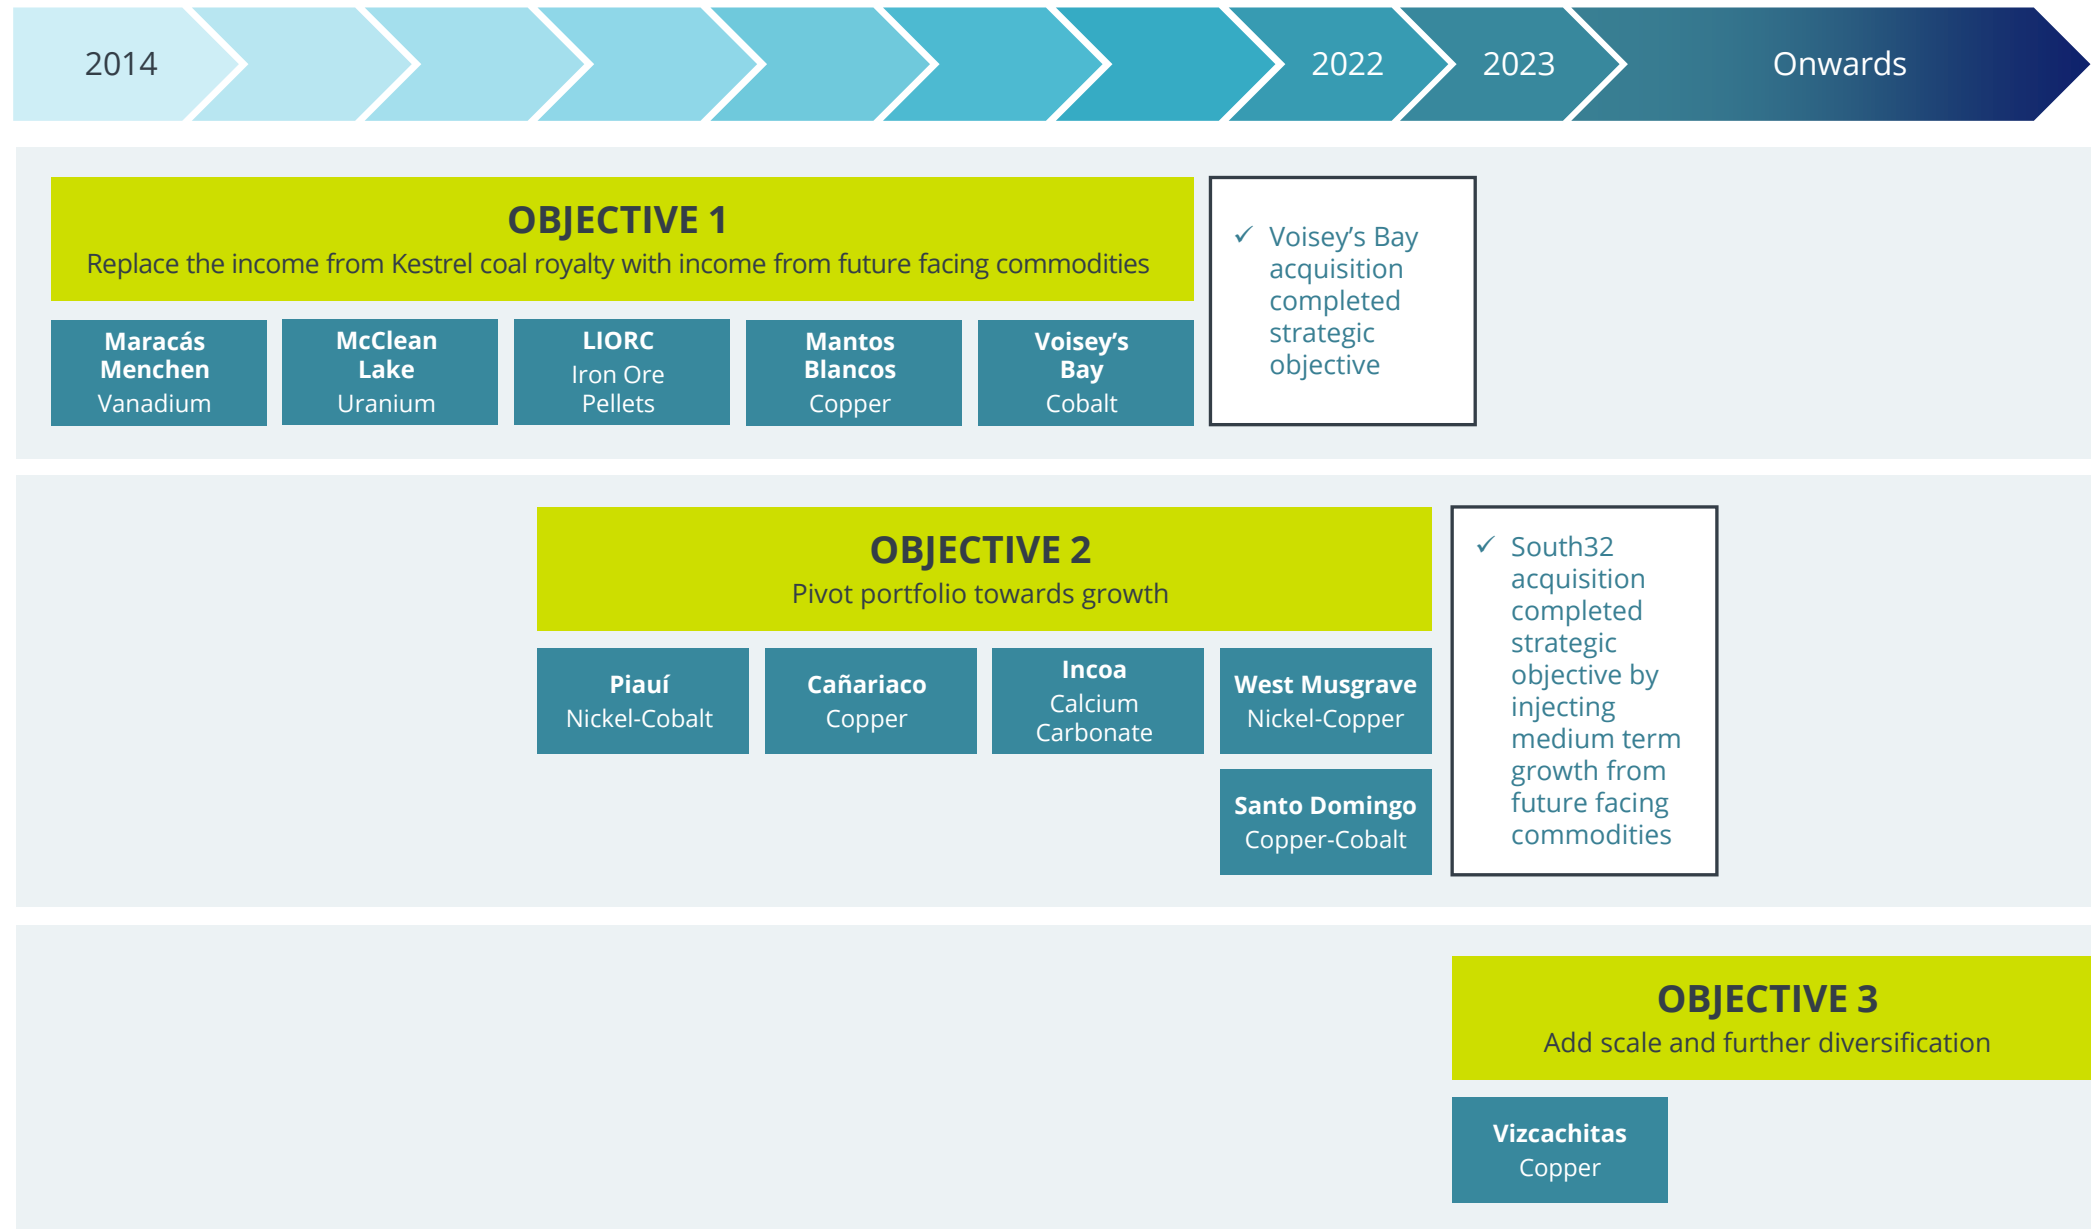 2014
2022
2023
Onwards
OBJECTIVE 1
Replace the income from Kestrel coal royalty with income from future facing commodities
Maracás
Menchen
Vanadium
McClean
Lake
Uranium
LIORC
Iron Ore
Pellets
Mantos
Blancos
Copper
Voisey’s
Bay
Cobalt
✓ Voisey’s Bay
acquisition
completed
strategic
objective
OBJECTIVE 2
Pivot portfolio towards growth
Piauí
Nickel-Cobalt
Cañariaco
Copper
Incoa
Calcium
Carbonate
West Musgrave
Nickel-Copper
Santo Domingo
Copper-Cobalt
✓ South32
acquisition
completed
strategic
objective by
injecting
medium term
growth from
future facing
commodities
OBJECTIVE 3
Add scale and further diversification
Vizcachitas
Copper